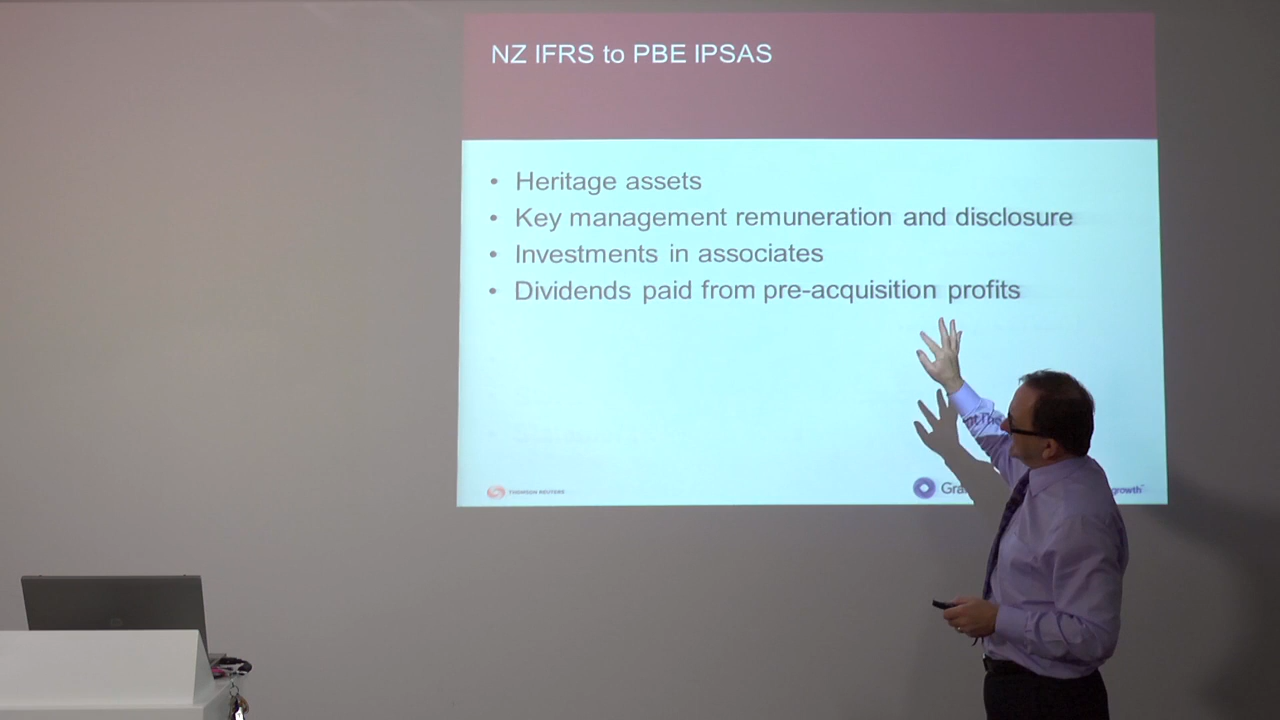 NZ IFRS to PBE IPSAS
• Heritage assets
• Key management remuneration and disclosure
• Investments in associates
• Dividends paid from pre-acquisition profits
THOMSON REUTERS
growth